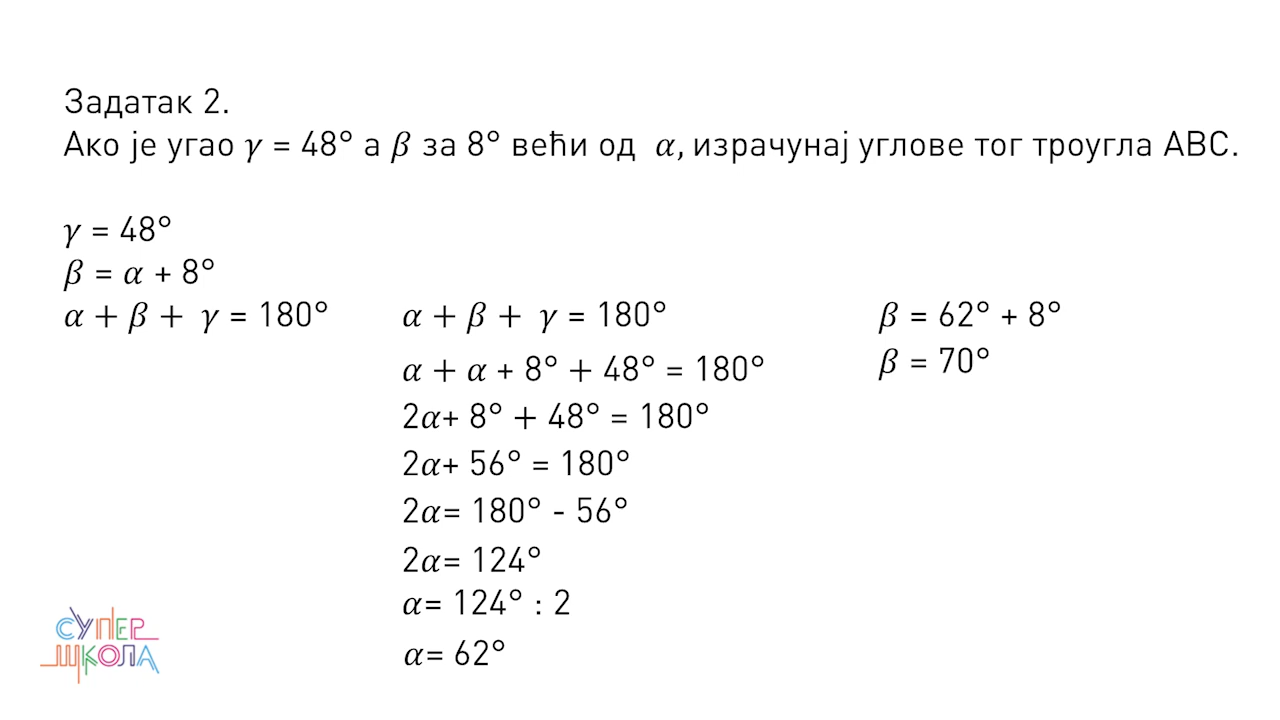 Задатак 2.
Ако је угао γ = 48° а β за 8° већи од α, израчунај углове тог троугла ABC.
γ = 48°
β = α + 8°
α + β + γ = 180°
α + β + γ = 180°
α + α + 8° + 48° = 180°
2α+ 8° + 48° = 180°
2α+ 56° = 180°
2α= 180° - 56°
2α= 124°
α= 124° : 2
α= 62°
β = 62° + 8°
β = 70°
СУПЕР
ШКОЛА